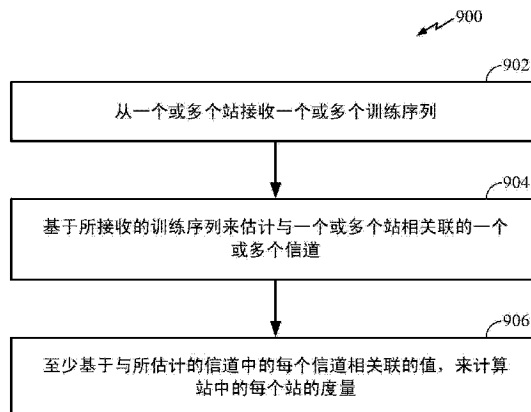 900
902
从一个或多个站接收一个或多个训练序列
904
基于所接收的训练序列来估计与一个或多个站相关联的一个
或多个信道
906
至少基于与所估计的信道中的每个信道相关联的值，来计算
站中的每个站的度量